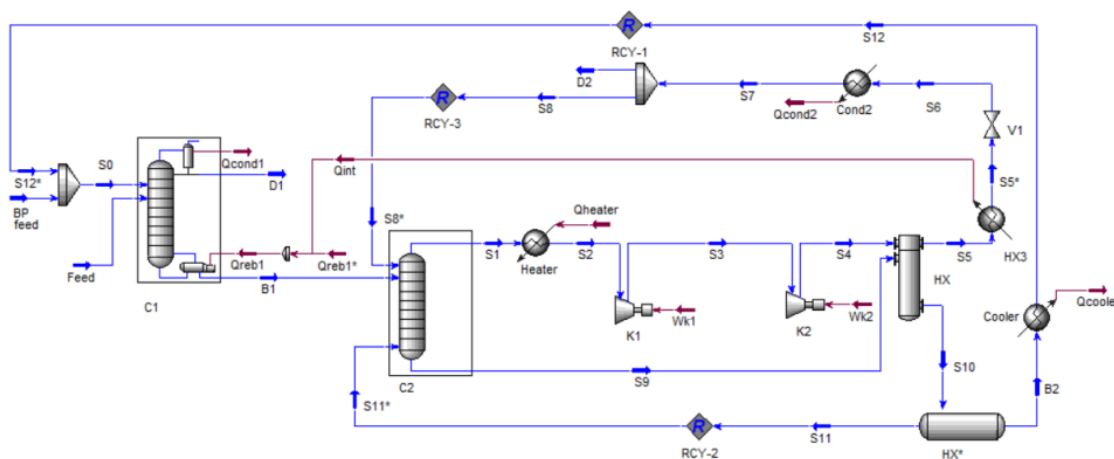 S12
RCY-1
D2
S8
S7
S6
Cond2
Qcond2
RCY-3
V1
S0
Qcond1
D1
Qint
S5*
S12*
BP
feed
S8*
Qheater
Feed
Qreb1
Qreb1*
S1
S2
Heater
S3
S4
HX
S5
HX3
C1
B1
K1
Wk1
K2
Wk2
Cooler
Qcoole
C2
S9
S10
B2
S11*
RCY-2
S11
HX*
R
R
R